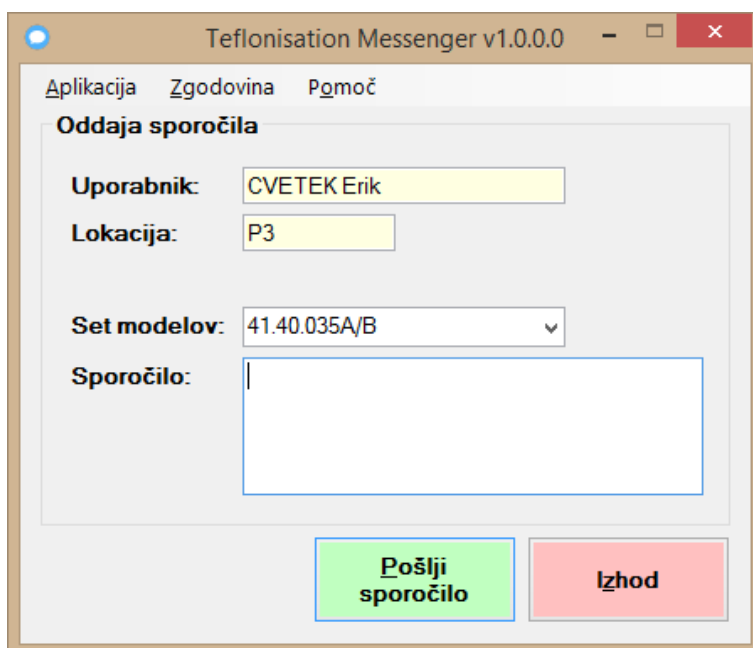 Teflonisation Messenger v1.0.0.0
Aplikacija Zgodovina Pomoč
Oddaja sporočila
Uporabnik: CVETEK Erik
Lokacija: P3
Set modelov: 41.40.035A/B
Sporočilo:
Pošlji
sporočilo
Izhod